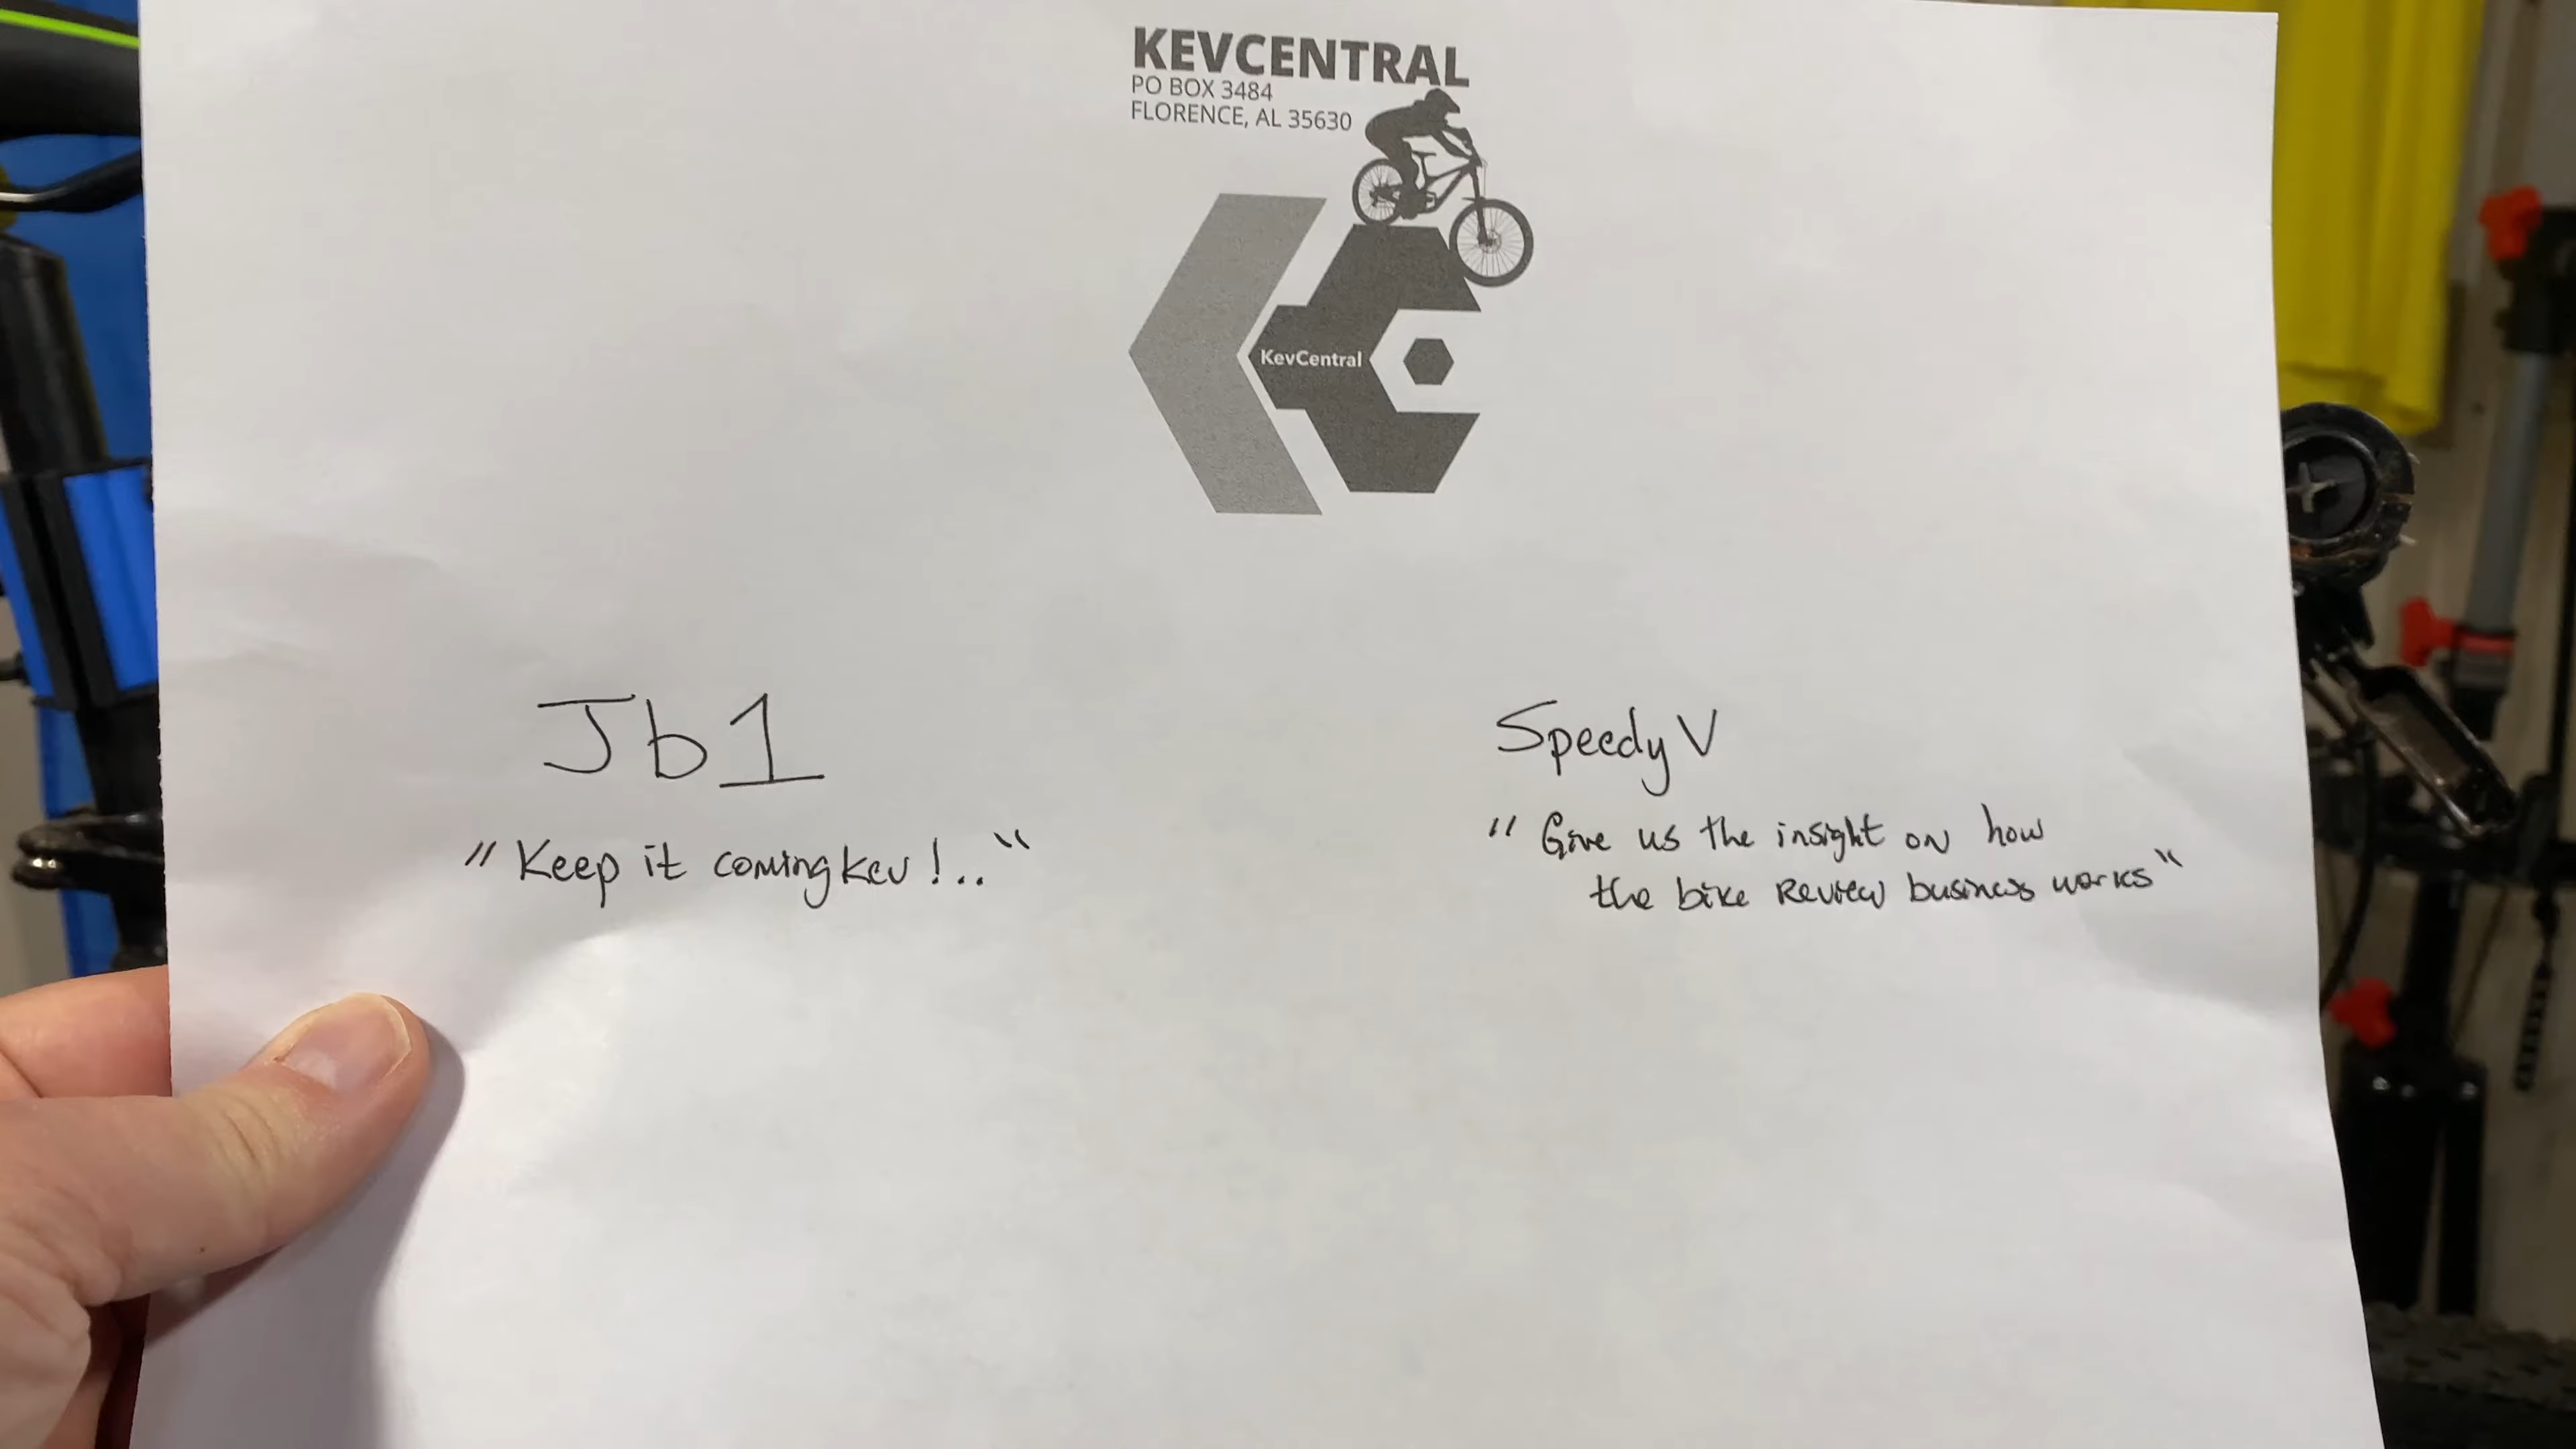 KEVCENTRAL
PO BOX 3484
FLORENCE, AL 35630
KevCentral
Jb1
"Keep it coming Kev!.."
Speedy V
"Give us the insight on how
the bike Review business works"